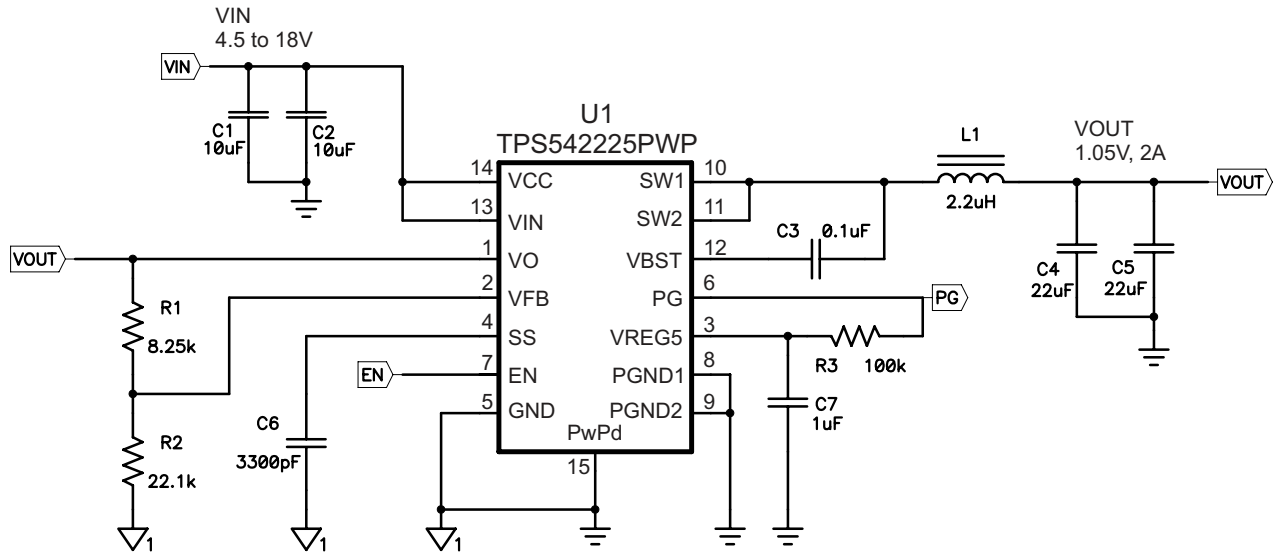 VIN
4.5 to 18V
VIN
C1
10uF
C2
10uF
U1
TPS542225PWP
14
VCC
13
VIN
1
VO
2
VFB
4
SS
7
EN
5
GND
PwPd
15
SW1
10
SW2
11
VBST
12
PG
6
VREG5
3
PGND1
8
PGND2
9
L1
2.2uH
VOUT
1.05V, 2A
VOUT
C3
0.1uF
C4
22uF
C5
22uF
PG
R3
100k
C7
1uF
VOUT
R1
8.25k
R2
22.1k
EN
C6
3300pF
1
1
1